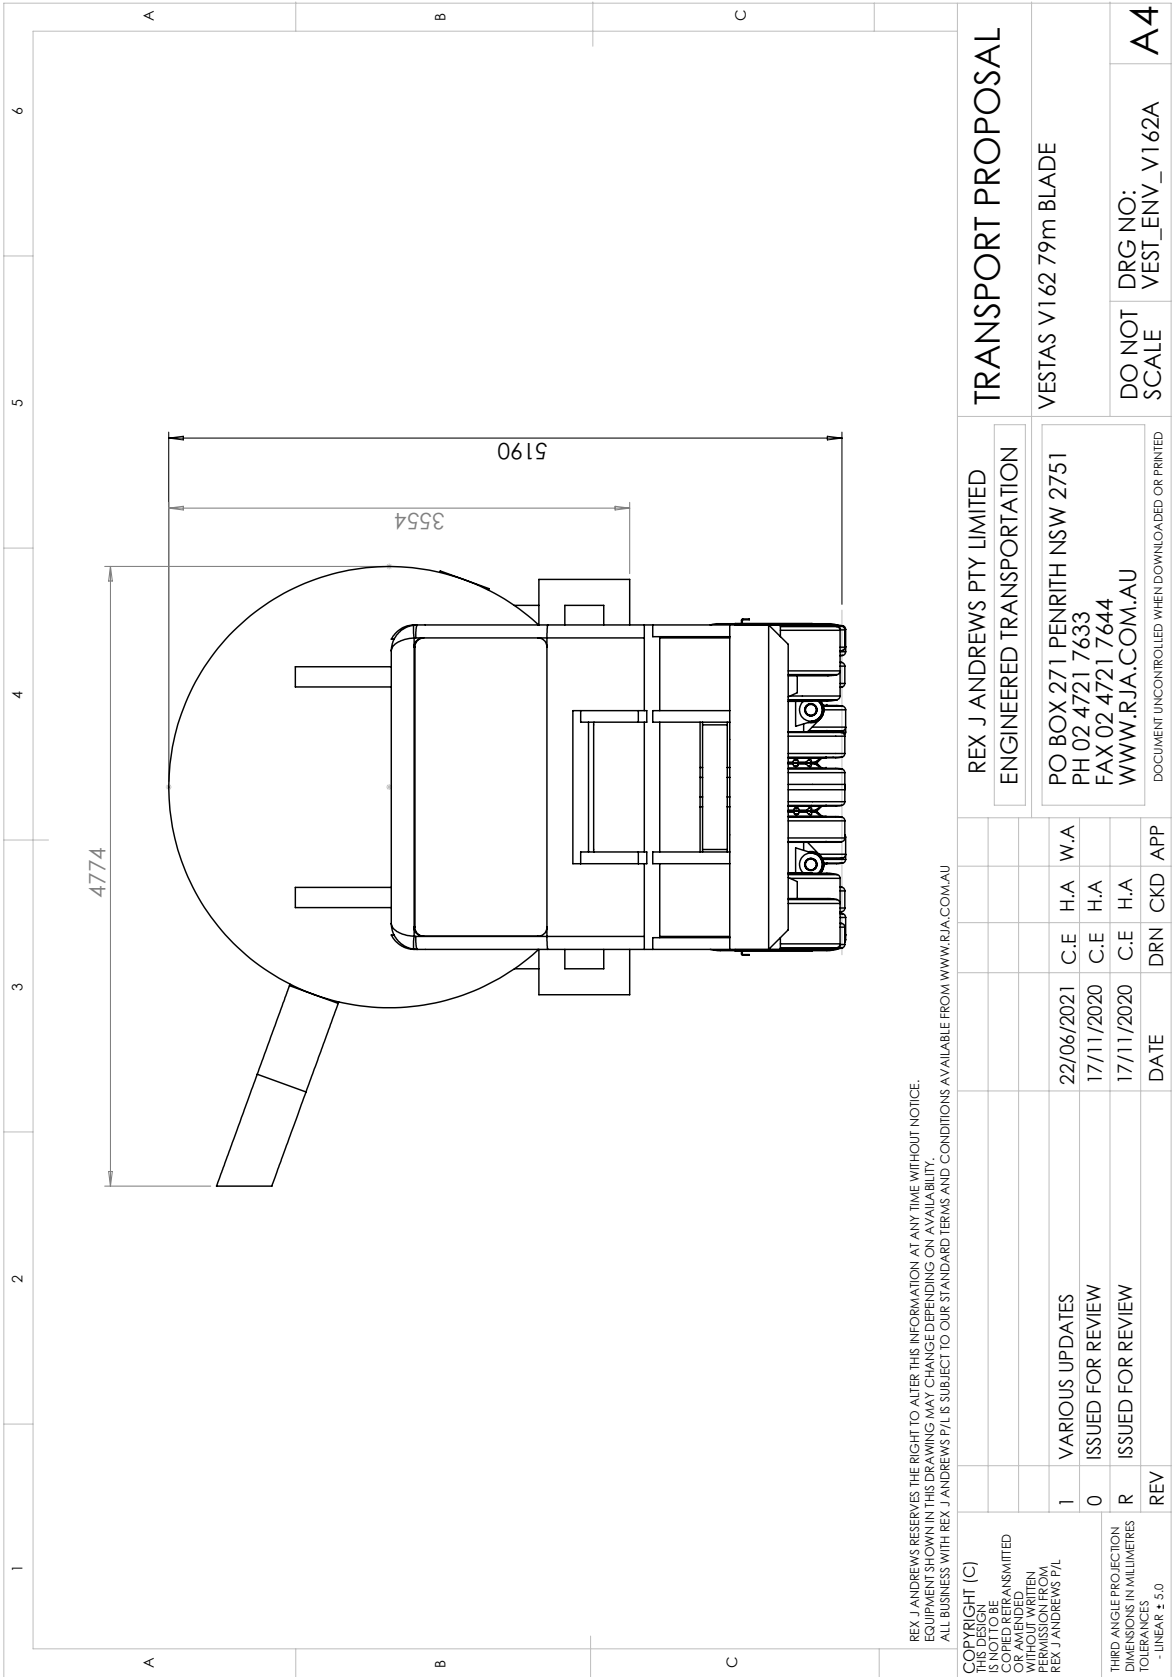 1
2
3
4
5
6
A
A
B
B
C
C
4774
3554
5190
REX J ANDREWS RESERVES THE RIGHT TO ALTER THIS INFORMATION AT ANY TIME WITHOUT NOTICE.
EQUIPMENT SHOWN IN THIS DRAWING MAY CHANGE DEPENDING ON AVAILABILITY.
ALL BUSINESS WITH REX J ANDREWS P/L IS SUBJECT TO OUR STANDARD TERMS AND CONDITIONS AVAILABLE FROM WWW.RJA.COM.AU
COPYRIGHT (C)
THIS DESIGN
IS NOT TO BE
COPIED RETRANSMITTED
OR AMENDED
WITHOUT WRITTEN
PERMISSION FROM
REX J ANDREWS P/L
THIRD ANGLE PROJECTION
DIMENSIONS IN MILLIMETRES
TOLERANCES
- LINEAR ± 5.0
1 VARIOUS UPDATES 22/06/2021 C.E H.A W.A
0 ISSUED FOR REVIEW 17/11/2020 C.E H.A
R ISSUED FOR REVIEW 17/11/2020 C.E H.A
REV DATE DRN CKD APP
REX J ANDREWS PTY LIMITED
ENGINEERED TRANSPORTATION
PO BOX 271 PENRITH NSW 2751
PH 02 4721 7633
FAX 02 4721 7644
WWW.RJA.COM.AU
DOCUMENT UNCONTROLLED WHEN DOWNLOADED OR PRINTED
TRANSPORT PROPOSAL
VESTAS V162 79m BLADE
DO NOT
SCALE
DRG NO:
VEST_ENV_V162A
A4